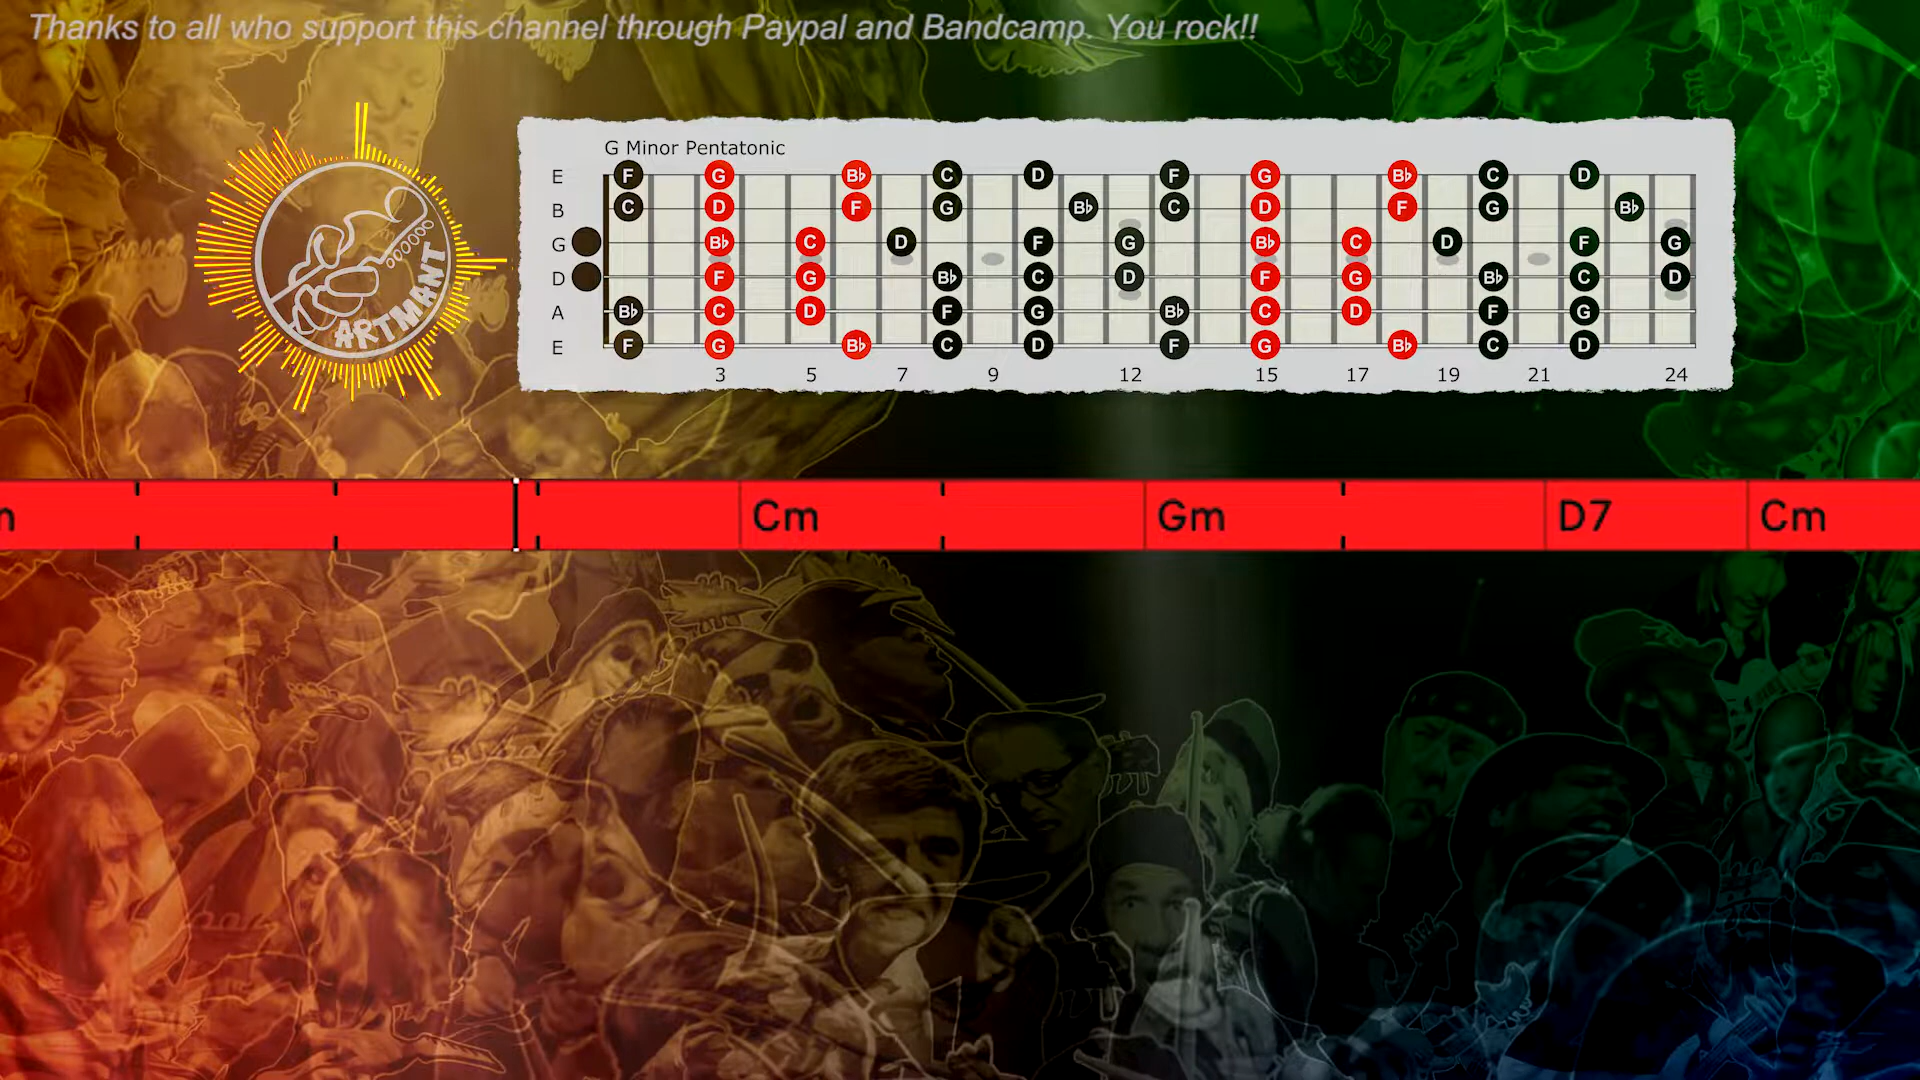 Thanks to all who support this channel through Paypal and Bandcamp. You rock!!
ARTMANT
G Minor Pentatonic
E F G B♭ C D F G B♭ C D
B C D F G B♭ C D F G B♭
G B♭ C D F G B♭ C D F G
D F G B♭ C D F G B♭ C D
A B♭ C D F G B♭ C D F G
E F G B♭ C D F G B♭ C D
3 5 7 9 12 15 17 19 21 24
Cm Gm D7 Cm